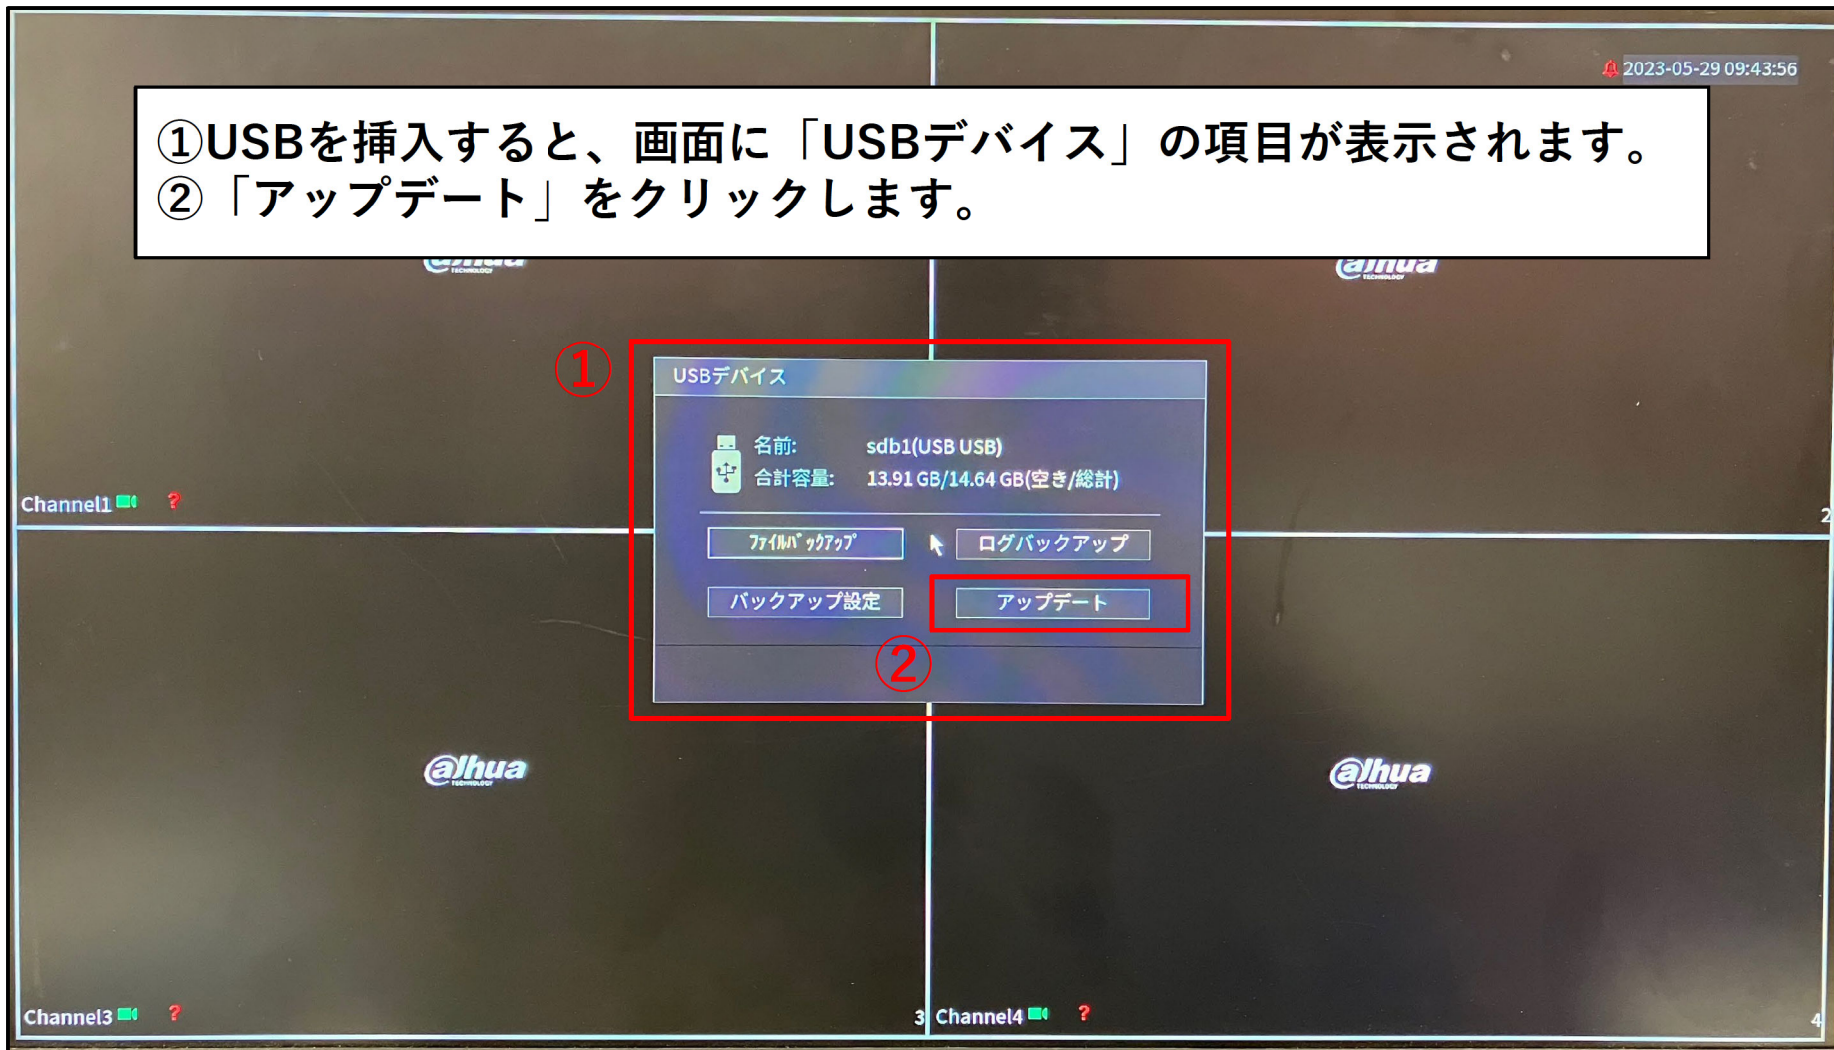 2023-05-29 09:43:56
①USBを挿入すると、画面に「USBデバイス」の項目が表示されます。
②「アップデート」をクリックします。
alhua
TECHNOLOGY
alhua
TECHNOLOGY
①
USBデバイス
名前: sdb1(USB USB)
合計容量: 13.91 GB/14.64 GB(空き/総計)
Channel1
?
2
ﾌｧｲﾙﾊﾞｯｸｱｯﾌﾟ
ログバックアップ
バックアップ設定
アップデート
②
alhua
TECHNOLOGY
alhua
TECHNOLOGY
Channel3
?
3
Channel4
?
4